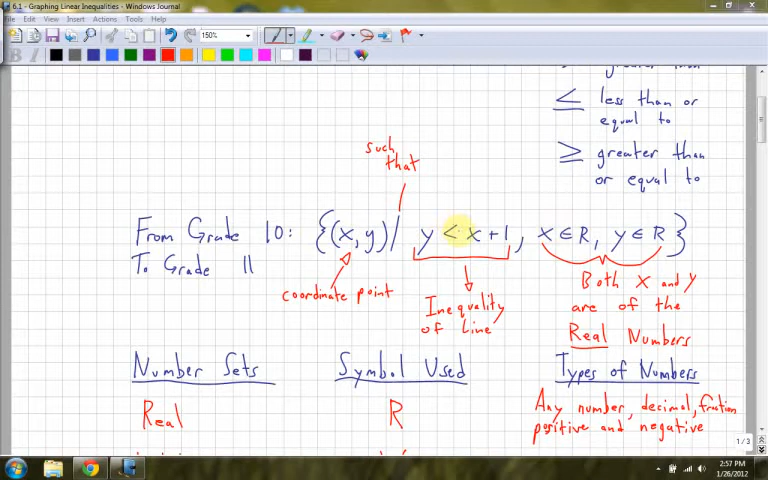 6.1 - Graphing Linear Inequalities - Windows Journal
File Edit View Insert Actions Tools Help
150%
B I
≤ less than or
equal to
≥ greater than
or equal to
such
that
From Grade 10: {(x,y)/ y < x + 1, x ∈ R, y ∈ R}
To Grade 11
coordinate point
Inequality
of Line
Both X and y
are of the
Real Numbers
Number Sets Symbol Used Types of Numbers
Real R Any number, decimal, fraction
positive and negative
1/3
2:57 PM
1/26/2012